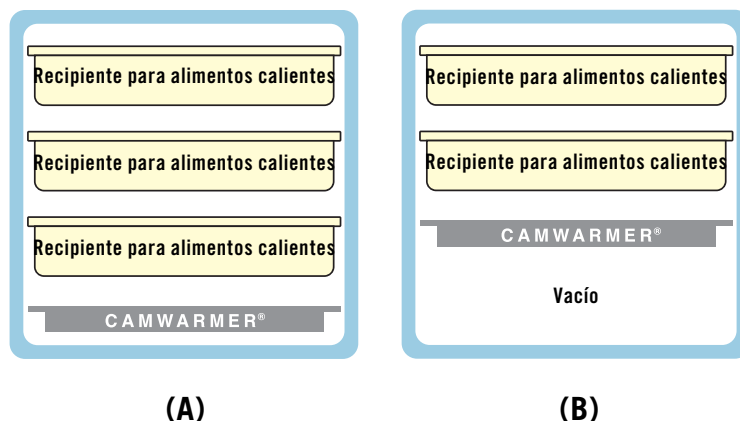 Recipiente para alimentos calientes
Recipiente para alimentos calientes
Recipiente para alimentos calientes
CAMWARMER®
(A)
Recipiente para alimentos calientes
Recipiente para alimentos calientes
CAMWARMER®
Vacío
(B)